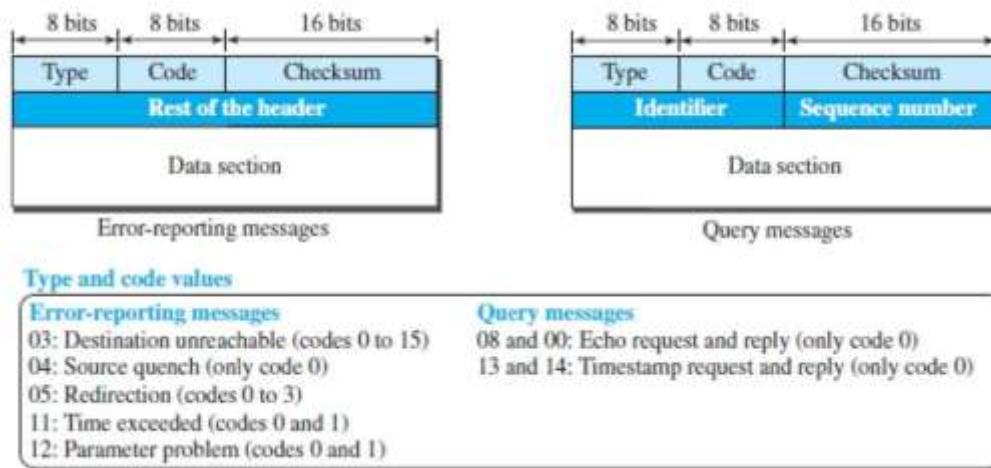 8 bits 8 bits 16 bits
Type Code Checksum
Rest of the header
Data section
Error-reporting messages
8 bits 8 bits 16 bits
Type Code Checksum
Identifier Sequence number
Data section
Query messages
Type and code values
Error-reporting messages
03: Destination unreachable (codes 0 to 15)
04: Source quench (only code 0)
05: Redirection (codes 0 to 3)
11: Time exceeded (codes 0 and 1)
12: Parameter problem (codes 0 and 1)
Query messages
08 and 00: Echo request and reply (only code 0)
13 and 14: Timestamp request and reply (only code 0)